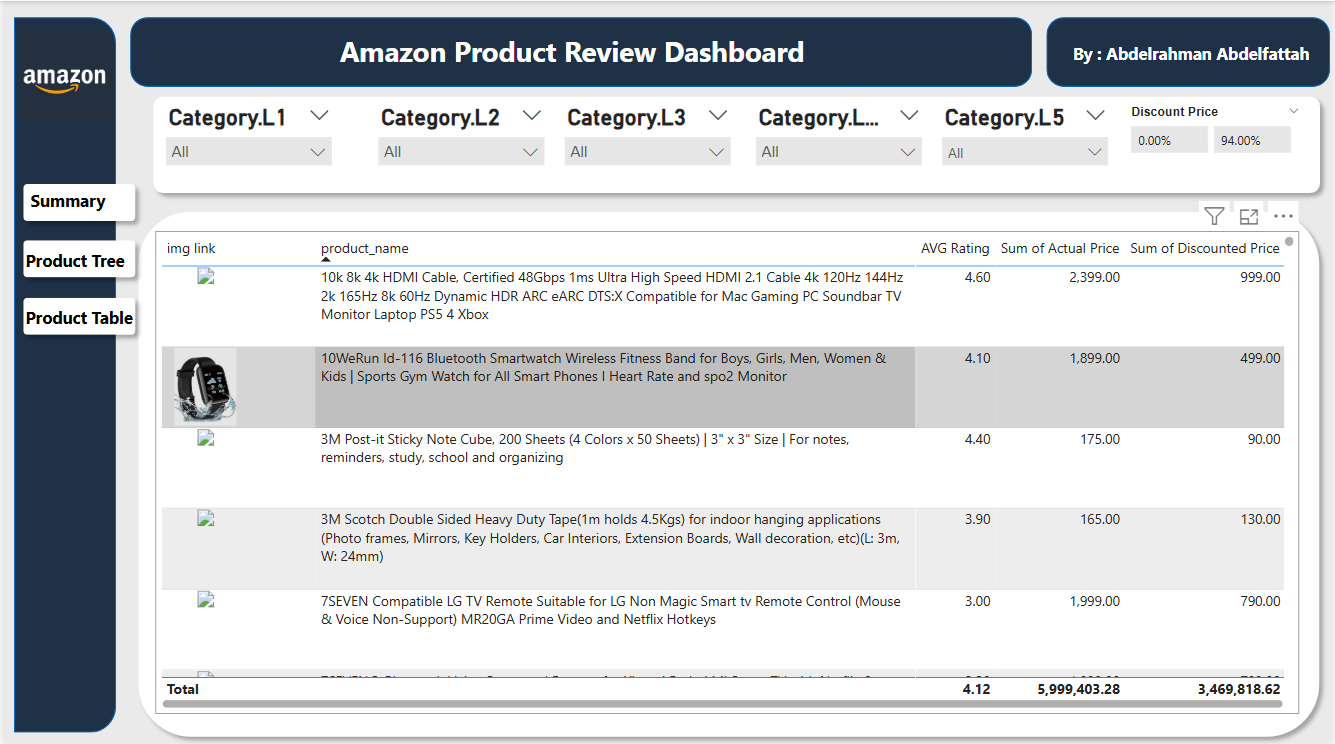 amazon
Amazon Product Review Dashboard
By : Abdelrahman Abdelfattah
Category.L1
Category.L2
Category.L3
Category.L...
Category.L5
Discount Price
All
All
All
All
All
0.00%
94.00%
Summary
Product Tree
Product Table
img link product_name AVG Rating Sum of Actual Price Sum of Discounted Price
10k 8k 4k HDMI Cable, Certified 48Gbps 1ms Ultra High Speed HDMI 2.1 Cable 4k 120Hz 144Hz 4.60 2,399.00 999.00
2k 165Hz 8k 60Hz Dynamic HDR ARC eARC DTS:X Compatible for Mac Gaming PC Soundbar TV
Monitor Laptop PS5 4 Xbox
10WeRun Id-116 Bluetooth Smartwatch Wireless Fitness Band for Boys, Girls, Men, Women & 4.10 1,899.00 499.00
Kids | Sports Gym Watch for All Smart Phones I Heart Rate and spo2 Monitor
3M Post-it Sticky Note Cube, 200 Sheets (4 Colors x 50 Sheets) | 3" x 3" Size | For notes, 4.40 175.00 90.00
reminders, study, school and organizing
3M Scotch Double Sided Heavy Duty Tape(1m holds 4.5Kgs) for indoor hanging applications 3.90 165.00 130.00
(Photo frames, Mirrors, Key Holders, Car Interiors, Extension Boards, Wall decoration, etc)(L: 3m,
W: 24mm)
7SEVEN Compatible LG TV Remote Suitable for LG Non Magic Smart tv Remote Control (Mouse 3.00 1,999.00 790.00
& Voice Non-Support) MR20GA Prime Video and Netflix Hotkeys
Total 4.12 5,999,403.28 3,469,818.62